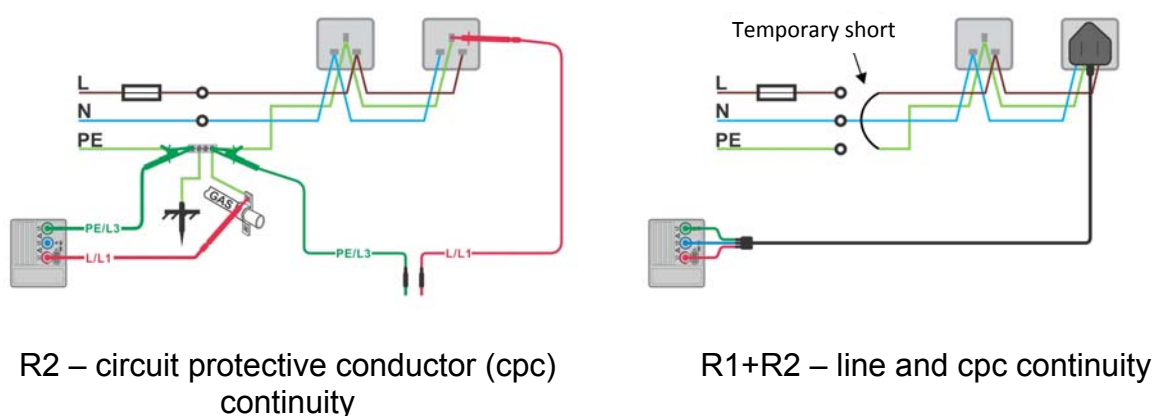 Temporary short
L
N
PE
GAS
PE/L3
L/L1
PE/L3
L/L1
L
N
PE
R2 – circuit protective conductor (cpc)
continuity
R1+R2 – line and cpc continuity